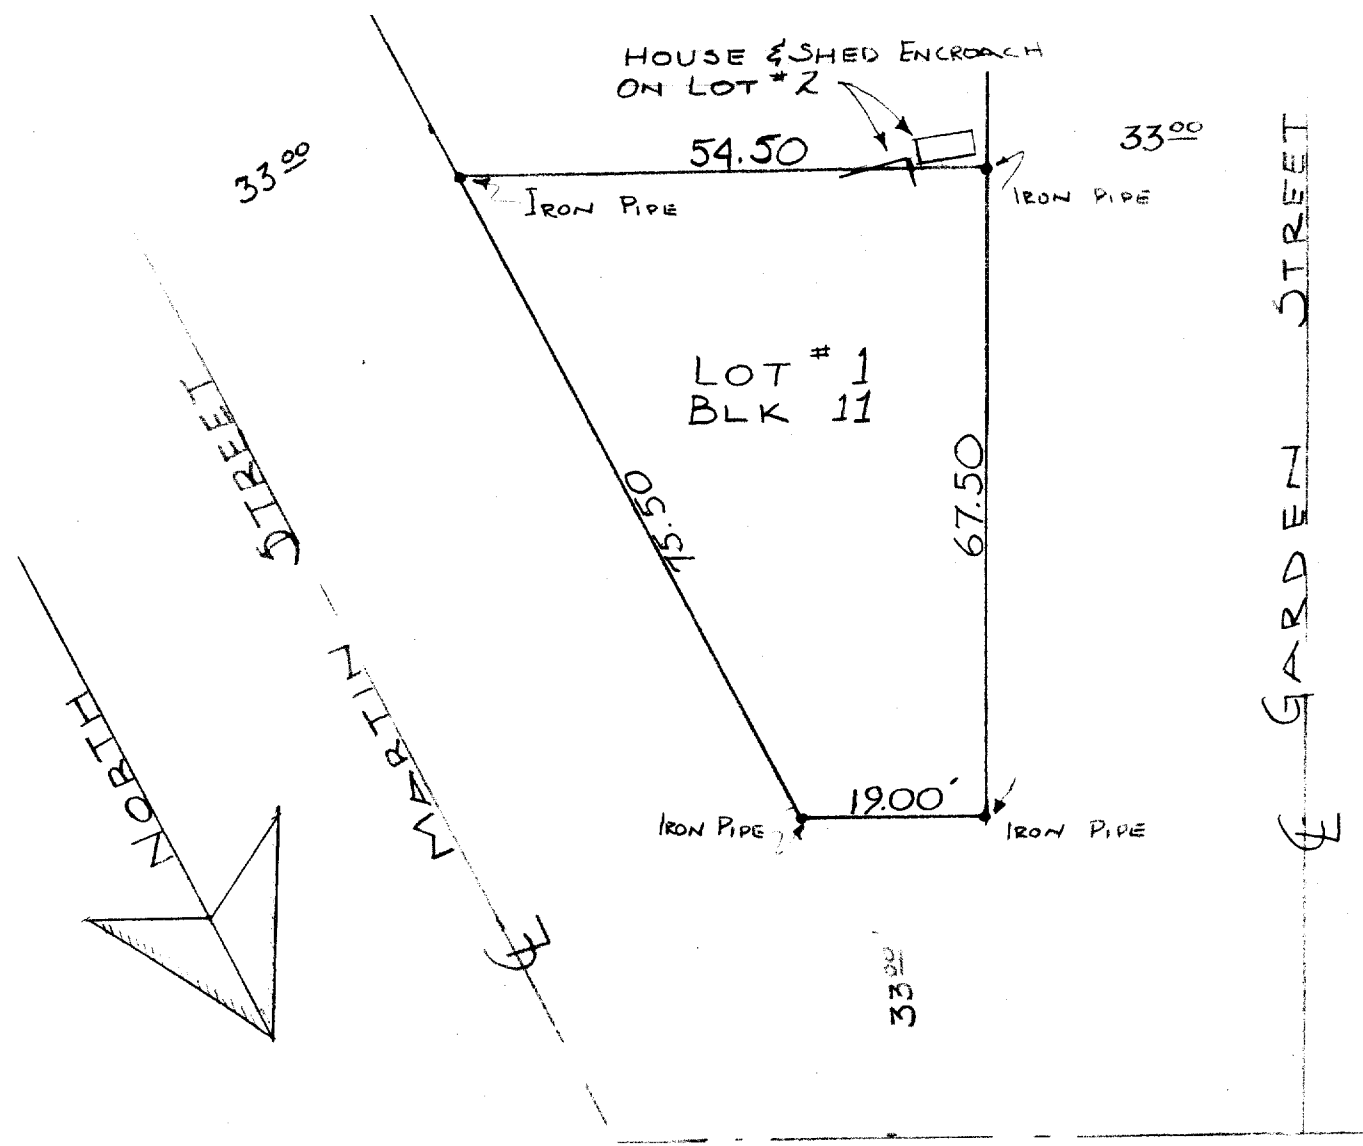 HOUSE & SHED ENCROACH
ON LOT #2
33 00
54.50
33 00
IRON PIPE
IRON PIPE
LOT # 1
BLK 11
75.50
67.50
MARTIN STREET
GARDEN STREET
NORTH
19.00'
IRON PIPE
IRON PIPE
℄
℄
33 00